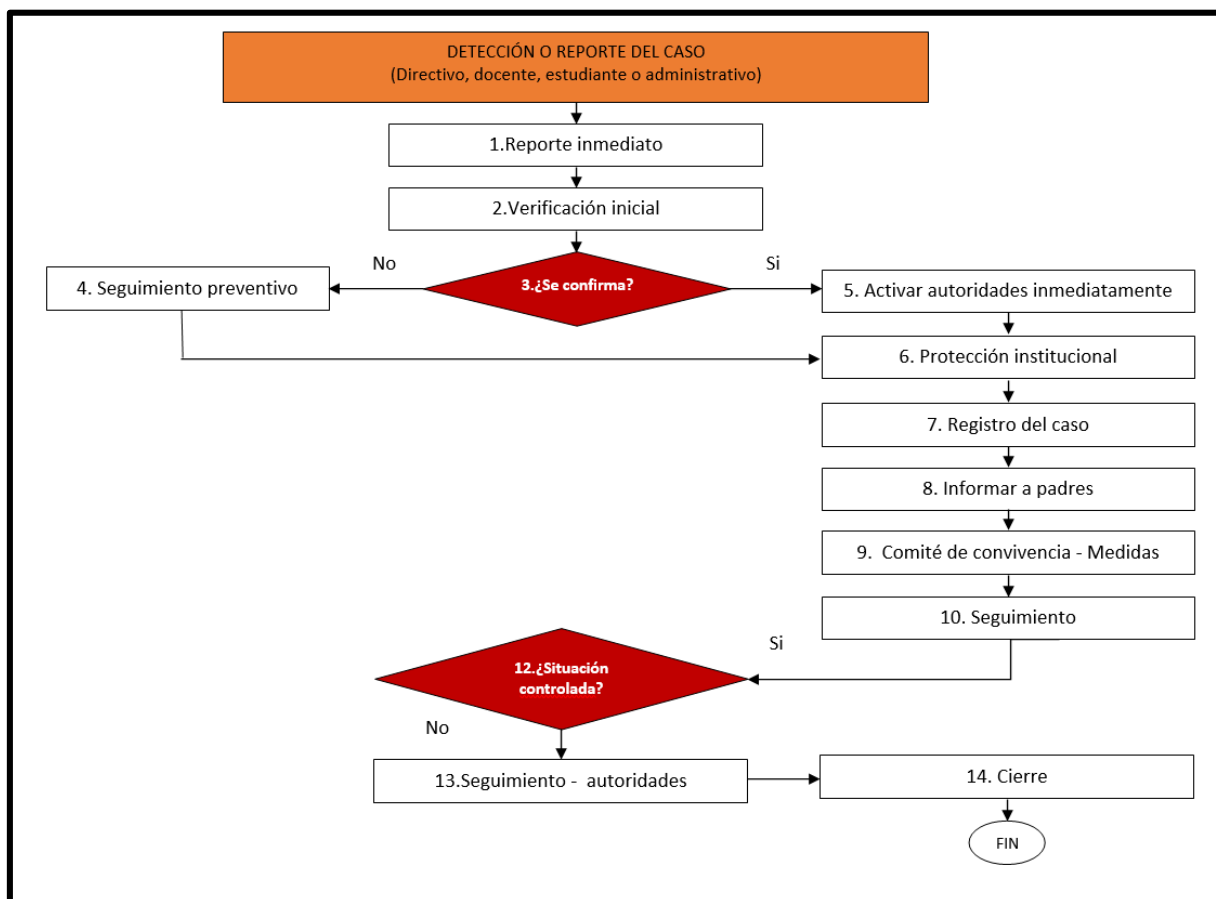 DETECCIÓN O REPORTE DEL CASO
(Directivo, docente, estudiante o administrativo)
1.Reporte inmediato
2.Verificación inicial
No
Si
3.¿Se confirma?
4. Seguimiento preventivo
5. Activar autoridades inmediatamente
6. Protección institucional
7. Registro del caso
8. Informar a padres
9. Comité de convivencia - Medidas
10. Seguimiento
Si
12.¿Situación
controlada?
No
13.Seguimiento - autoridades
14. Cierre
FIN